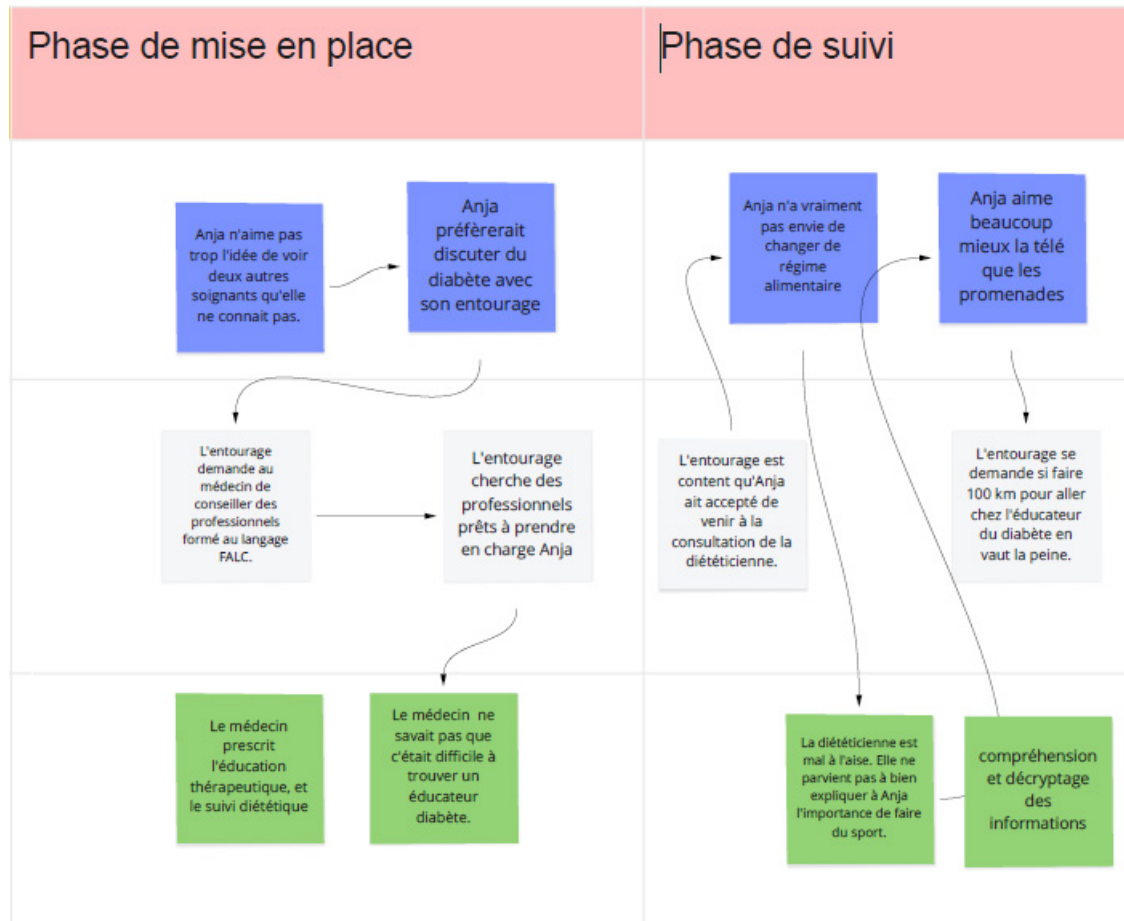 Phase de mise en place
Phase de suivi
Anja n'aime pas
trop l'idée de voir
deux autres
soignants qu'elle
ne connait pas.
Anja
préfèrerait
discuter du
diabète avec
son entourage
Anja n'a vraiment
pas envie de
changer de
régime
alimentaire
Anja aime
beaucoup
mieux la télé
que les
promenades
L'entourage
demande au
médecin de
conseiller des
professionnels
formé au langage
FALC.
L'entourage
cherche des
professionnels
prêts à prendre
en charge Anja
L'entourage est
content qu'Anja
ait accepté de
venir à la
consultation de la
diététicienne.
L'entourage se
demande si faire
100 km pour aller
chez l'éducateur
du diabète en
vaut la peine.
Le médecin
prescrit
l'éducation
thérapeutique, et
le suivi diététique
Le médecin ne
savait pas que
c'était difficile à
trouver un
éducateur
diabète.
La diététicienne est
mal à l'aise. Elle ne
parvient pas à bien
expliquer à Anja
l'importance de faire
du sport.
compréhension
et décryptage
des
informations